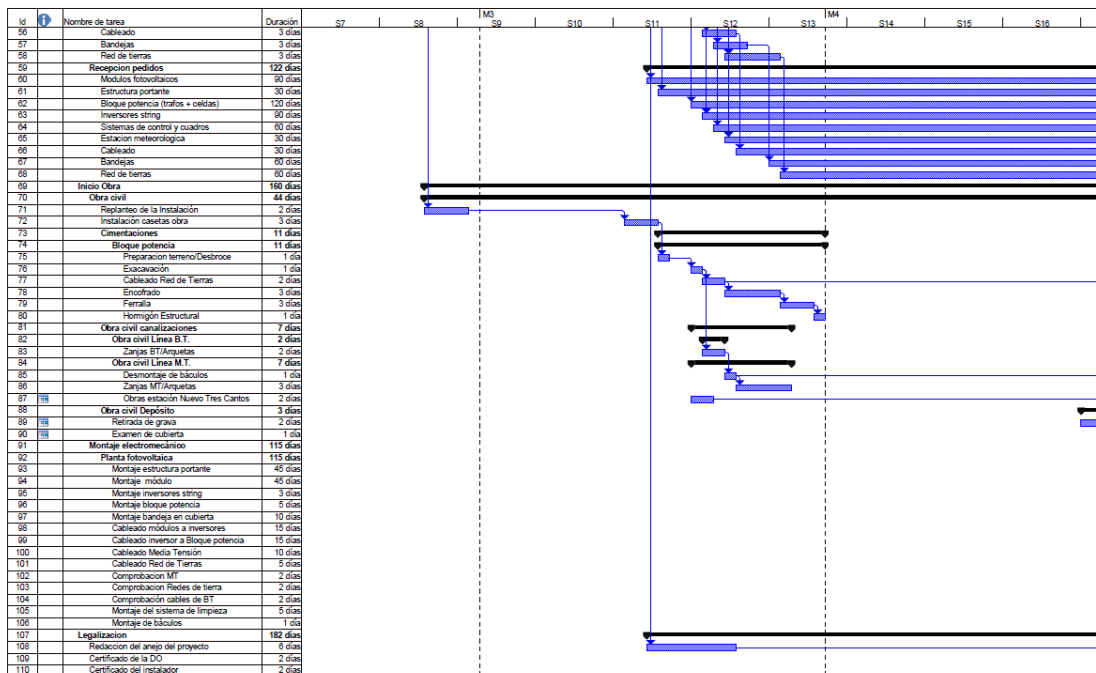 M3 M4
Id Nombre de tarea Duración S7 S8 S9 S10 S11 S12 S13 S14 S15 S16
56 Cableado 3 días
57 Bandejas 3 días
58 Red de tierras 3 días
59 Recepcion pedidos 122 días
60 Modulos fotovoltaicos 90 días
61 Estructura portante 30 días
62 Bloque potencia (trafos + celdas) 120 días
63 Inversores string 90 días
64 Sistemas de control y cuadros 60 días
65 Estacion meteorologica 30 días
66 Cableado 30 días
67 Bandejas 60 días
68 Red de tierras 60 días
69 Inicio Obra 160 días
70 Obra civil 44 días
71 Replanteo de la Instalación 2 días
72 Instalación casetas obra 3 días
73 Cimentaciones 11 días
74 Bloque potencia 11 días
75 Preparacion terreno/Desbroce 1 día
76 Exacavación 1 día
77 Cableado Red de Tierras 2 días
78 Encofrado 3 días
79 Ferralla 3 días
80 Hormigón Estructural 1 día
81 Obra civil canalizaciones 7 días
82 Obra civil Línea B.T. 2 días
83 Zanjas BT/Arquetas 2 días
84 Obra civil Línea M.T. 7 días
85 Desmontaje de báculos 1 día
86 Zanjas MT/Arquetas 3 días
87 Obras estación Nuevo Tres Cantos 2 días
88 Obra civil Depósito 3 días
89 Retirada de grava 2 días
90 Examen de cubierta 1 día
91 Montaje electromecánico 115 días
92 Planta fotovoltaica 115 días
93 Montaje estructura portante 45 días
94 Montaje módulo 45 días
95 Montaje inversores string 3 días
96 Montaje bloque potencia 5 días
97 Montaje bandeja en cubierta 10 días
98 Cableado módulos a inversores 15 días
99 Cableado inversor a Bloque potencia 15 días
100 Cableado Media Tensión 10 días
101 Cableado Red de Tierras 5 días
102 Comprobacion MT 2 días
103 Comprobacion Redes de tierra 2 días
104 Comprobación cables de BT 2 días
105 Montaje del sistema de limpieza 5 días
106 Montaje de báculos 1 día
107 Legalizacion 182 días
108 Redaccion del anejo del proyecto 6 días
109 Certificado de la DO 2 días
110 Certificado del instalador 2 días